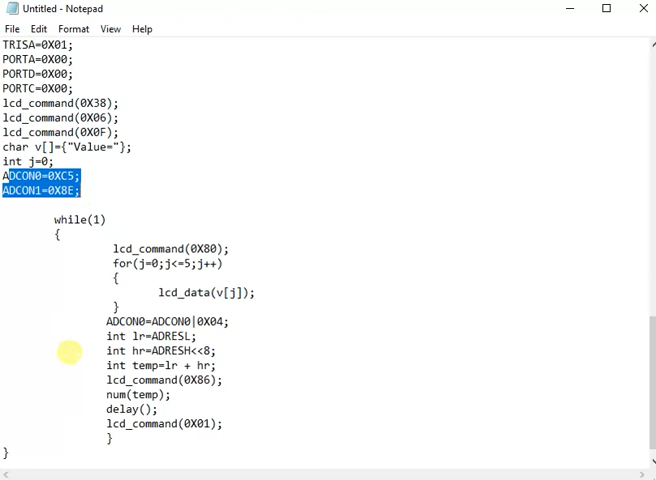 Untitled - Notepad
File Edit Format View Help
TRISA=0X01;
PORTA=0X00;
PORTD=0X00;
PORTC=0X00;
lcd_command(0X38);
lcd_command(0X06);
lcd_command(0X0F);
char v[]={"Value="};
int j=0;
ADCON0=0XC5;
ADCON1=0X8E;
while(1)
{
lcd_command(0X80);
for(j=0;j<=5;j++)
{
lcd_data(v[j]);
}
ADCON0=ADCON0|0X04;
int lr=ADRESL;
int hr=ADRESH<<8;
int temp=lr + hr;
lcd_command(0X86);
num(temp);
delay();
lcd_command(0X01);
}
}